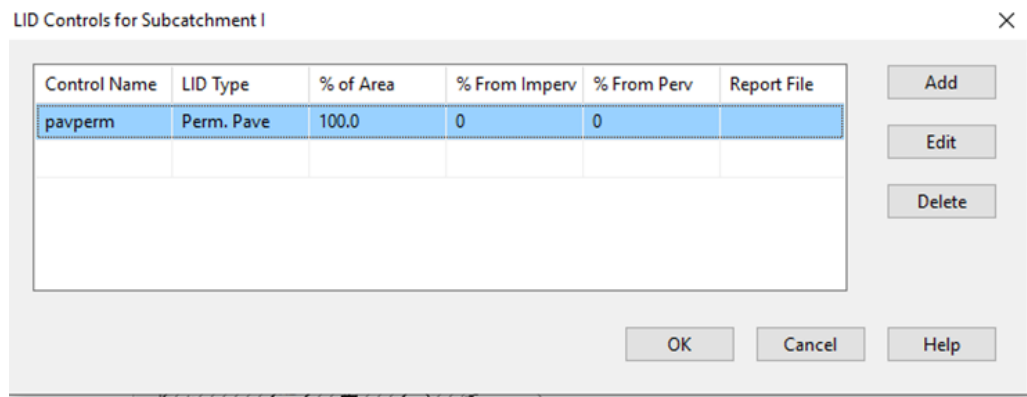 LID Controls for Subcatchment I
Control Name LID Type % of Area % From Imperv % From Perv Report File
pavperm Perm. Pave 100.0 0 0
Add
Edit
Delete
OK Cancel Help